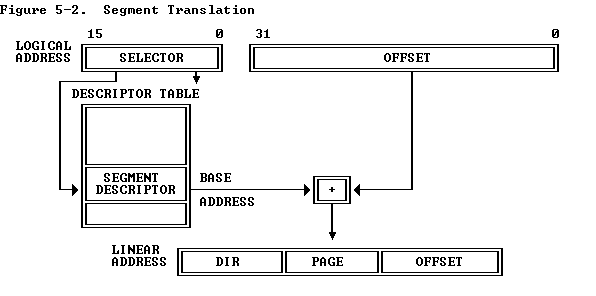 Figure 5-2. Segment Translation
15 0 31 0
LOGICAL
ADDRESS
SELECTOR
OFFSET
DESCRIPTOR TABLE
SEGMENT
DESCRIPTOR
BASE
ADDRESS
+
LINEAR
ADDRESS
DIR PAGE OFFSET